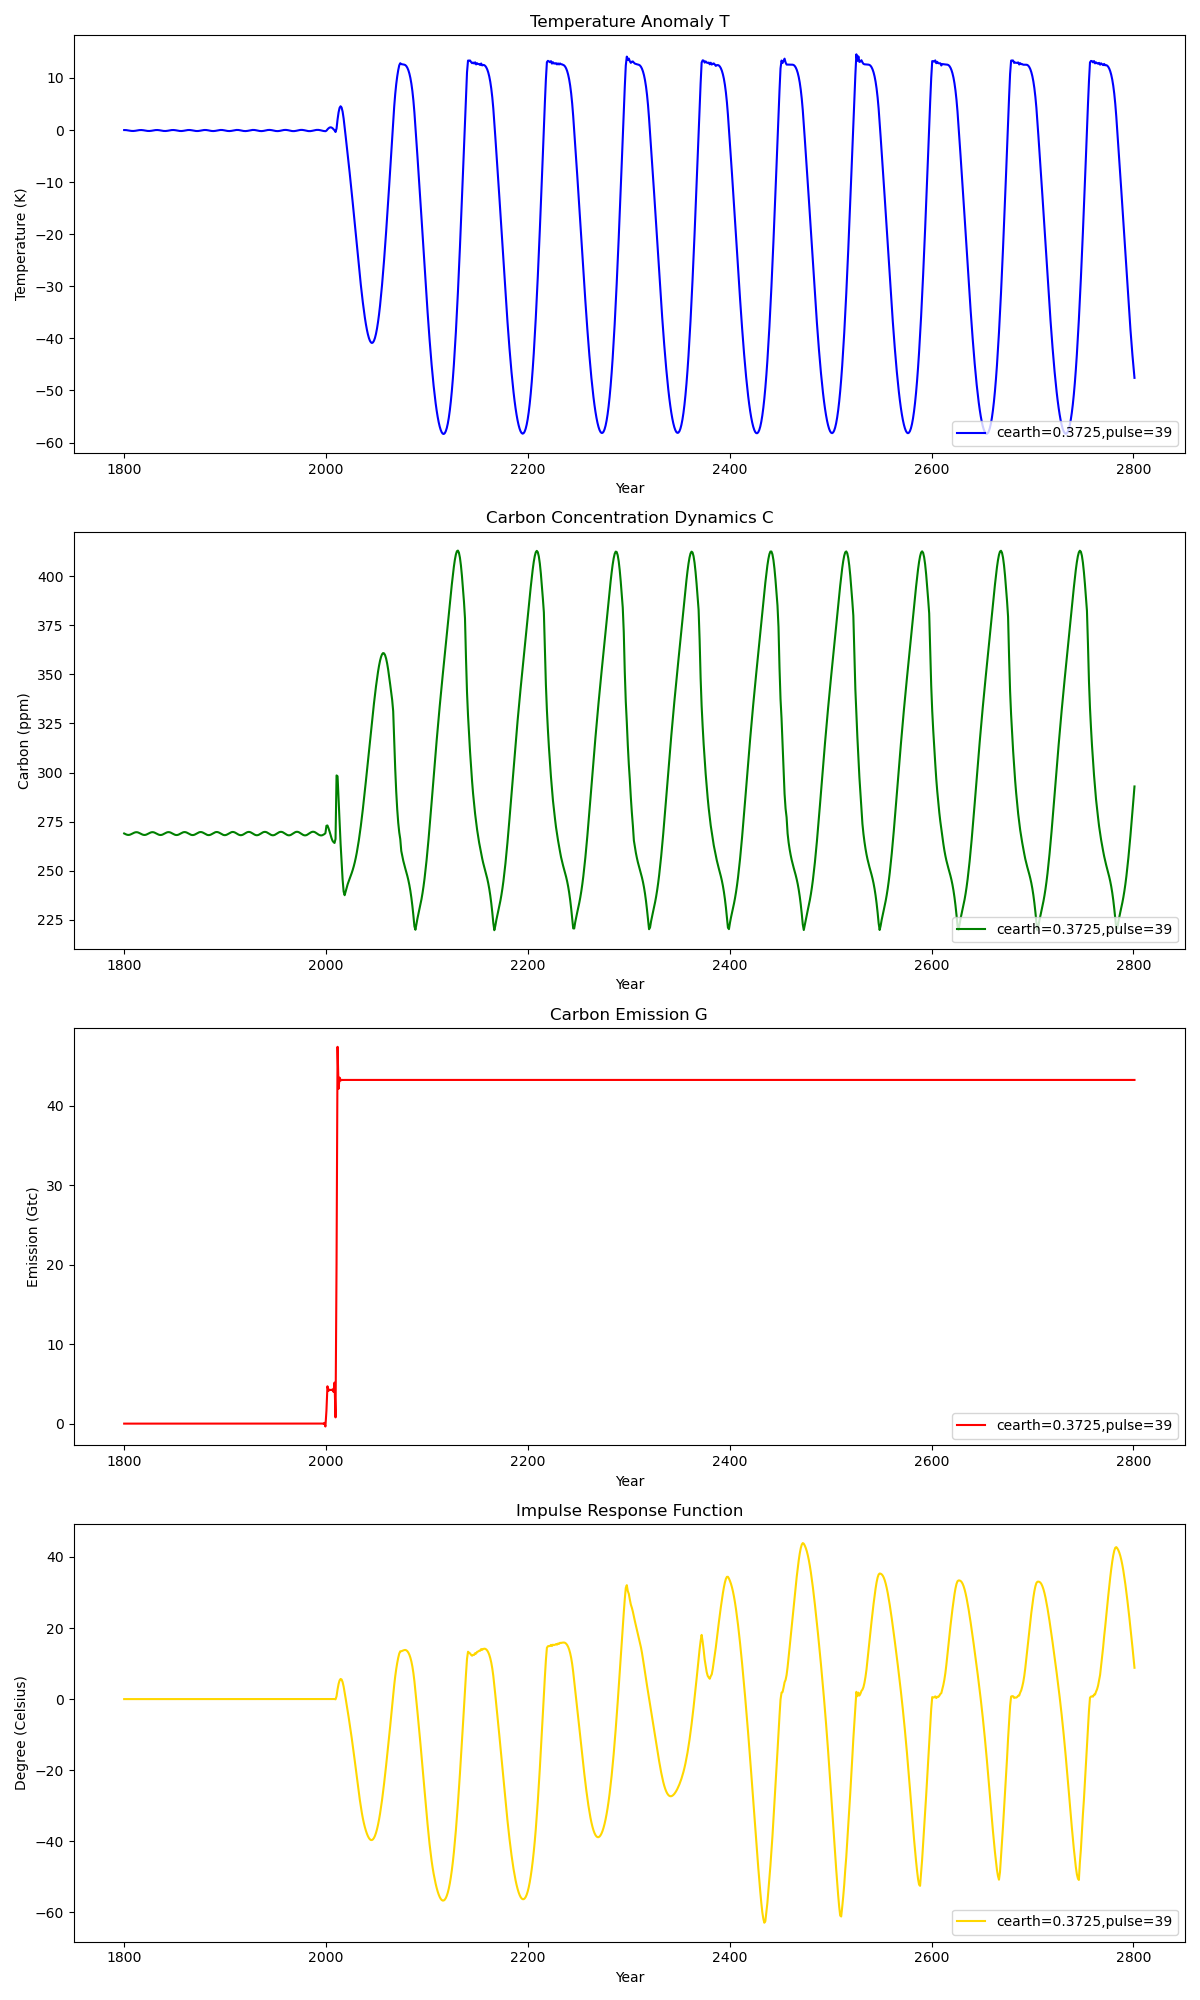 Temperature Anomaly T
10
0
−10
−20
−30
−40
−50
−60
Temperature (K)
cearth=0.3725,pulse=39
1800 2000 2200 2400 2600 2800
Year
Carbon Concentration Dynamics C
400
375
350
325
300
275
250
225
Carbon (ppm)
cearth=0.3725,pulse=39
1800 2000 2200 2400 2600 2800
Year
Carbon Emission G
40
30
20
10
0
Emission (Gtc)
cearth=0.3725,pulse=39
1800 2000 2200 2400 2600 2800
Year
Impulse Response Function
40
20
0
−20
−40
−60
Degree (Celsius)
cearth=0.3725,pulse=39
1800 2000 2200 2400 2600 2800
Year